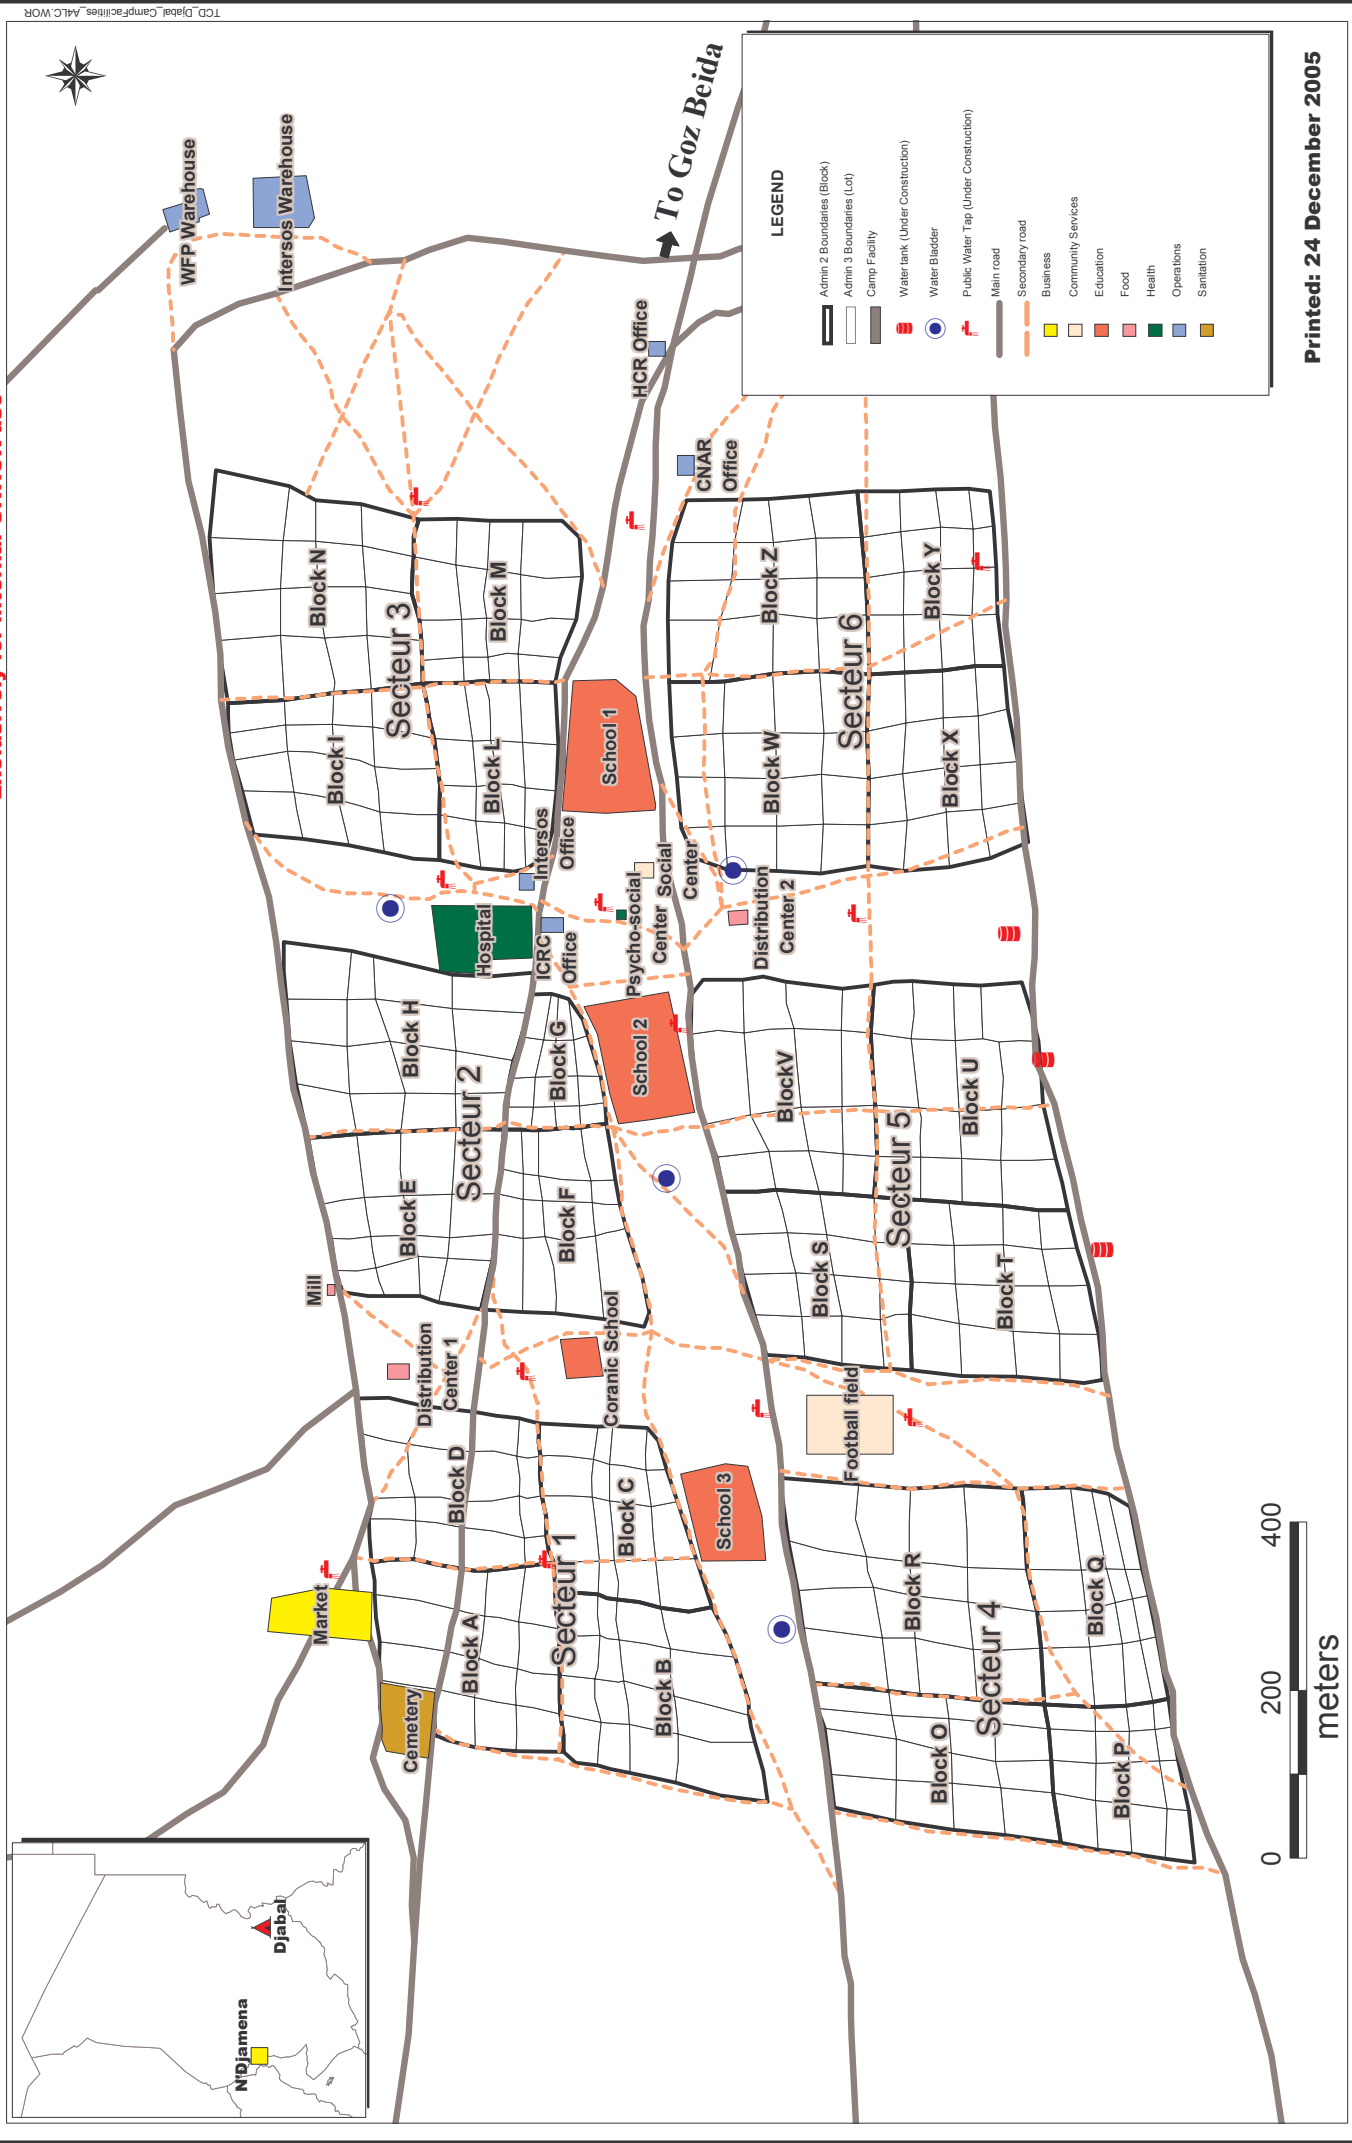 TCD_Djabal_CampFacilities_A4LC.WOR
WFP Warehouse
Intersos Warehouse
To Goz Beida
HCR Office
CNAR
Office
Block N
Block M
Secteur 3
Block I
Block L
School 1
Intersos
Office
Block Z
Block Y
Secteur 6
Block W
Block X
Hospital
ICRC
Office
Psycho-social
Center
Social
Center
Distribution
Center 2
Block H
Block G
Secteur 2
Block E
Block F
School 2
Block V
Block U
Secteur 5
Block S
Block T
Mill
Distribution
Center 1
Coranic School
Football field
Block D
Block C
Secteur 1
Block A
Block B
School 3
Market
Cemetery
Block R
Block Q
Secteur 4
Block O
Block P
LEGEND
Admin 2 Boundaries (Block)
Admin 3 Boundaries (Lot)
Camp Facility
Water tank (Under Construction)
Water Bladder
Public Water Tap (Under Construction)
Main road
Secondary road
Business
Community Services
Education
Food
Health
Operations
Sanitation
Printed: 24 December 2005
0 200 400
meters
N'Djamena
Djabal